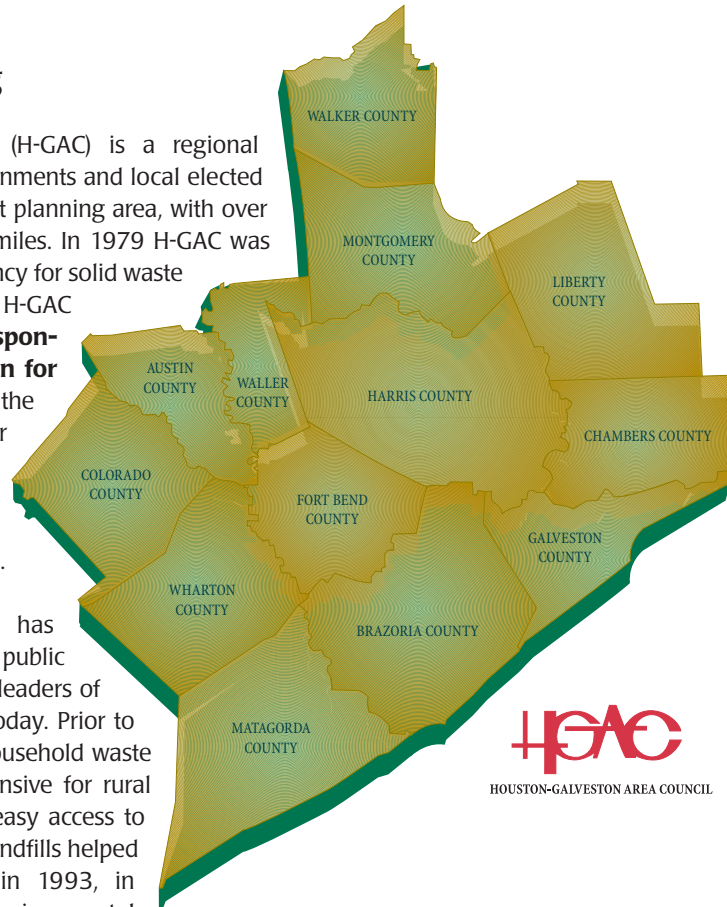 (H-GAC) is a regional
nments and local elected
t planning area, with over
miles. In 1979 H-GAC was
ncy for solid waste
H-GAC
spon-
n for
the
r
.
has
public
leaders of
oday. Prior to
ousehold waste
nsive for rural
easy access to
ndfills helped
in 1993, in
WALKER COUNTY
MONTGOMERY
COUNTY
LIBERTY
COUNTY
AUSTIN
COUNTY
WALLER
COUNTY
HARRIS COUNTY
CHAMBERS COUNTY
COLORADO
COUNTY
FORT BEND
COUNTY
GALVESTON
COUNTY
WHARTON
COUNTY
BRAZORIA COUNTY
MATAGORDA
COUNTY
HGAC
HOUSTON-GALVESTON AREA COUNCIL